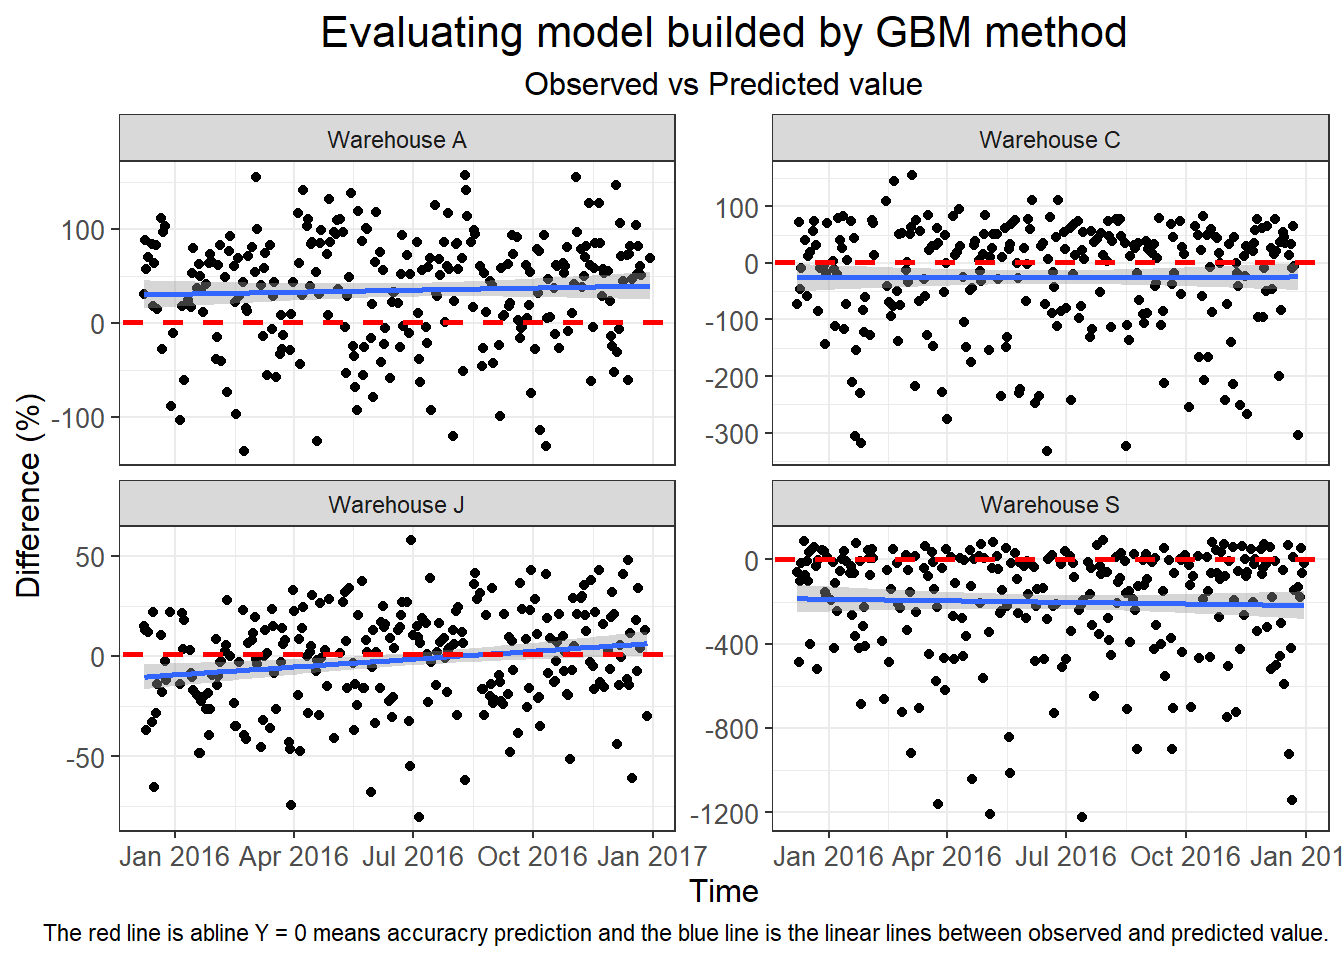 Evaluating model builded by GBM method
Observed vs Predicted value
Warehouse A
Warehouse C
100
0
-100
100
0
-100
-200
-300
Difference (%)
Warehouse J
Warehouse S
50
0
-50
0
-400
-800
-1200
Jan 2016 Apr 2016 Jul 2016 Oct 2016 Jan 2017
Jan 2016 Apr 2016 Jul 2016 Oct 2016 Jan 201
Time
The red line is abline Y = 0 means accuracry prediction and the blue line is the linear lines between observed and predicted value.